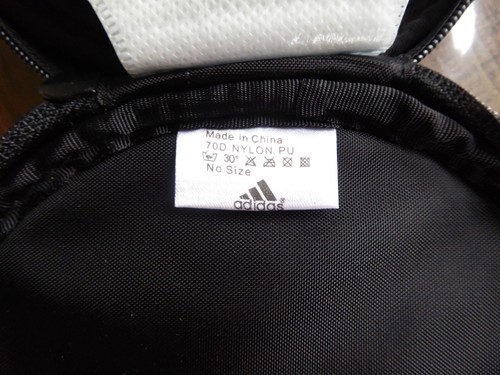 Made in China
70D NYLON. PU
30°
No Size
adidas®